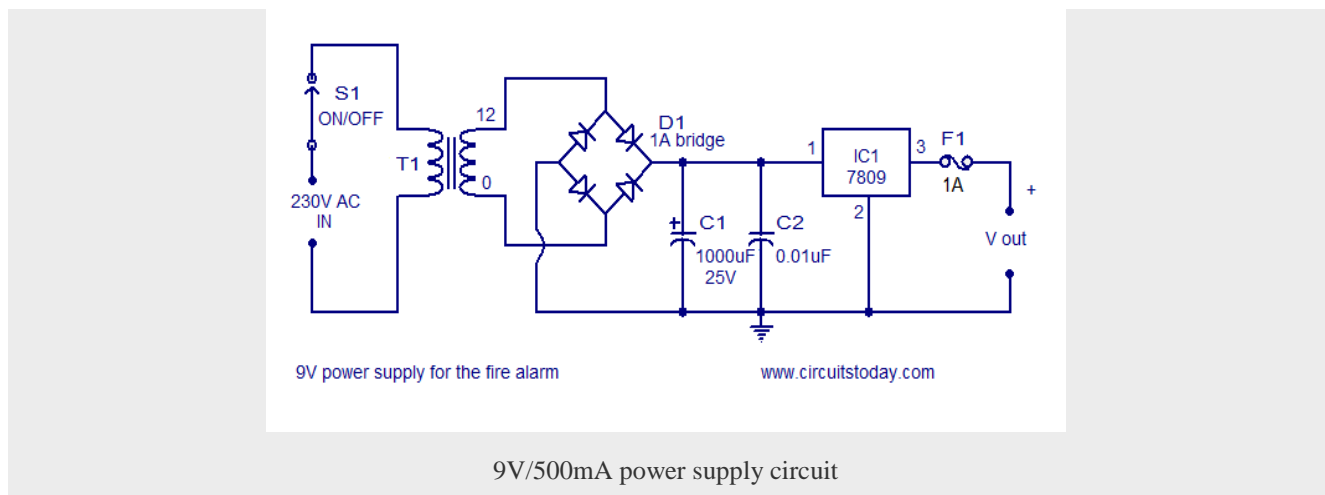 S1
ON/OFF
230V AC
IN
T1
12
0
D1
1A bridge
C1
1000uF
25V
C2
0.01uF
1
IC1
7809
2
3
F1
1A
+
V out
+
9V power supply for the fire alarm
www.circuitstoday.com
9V/500mA power supply circuit